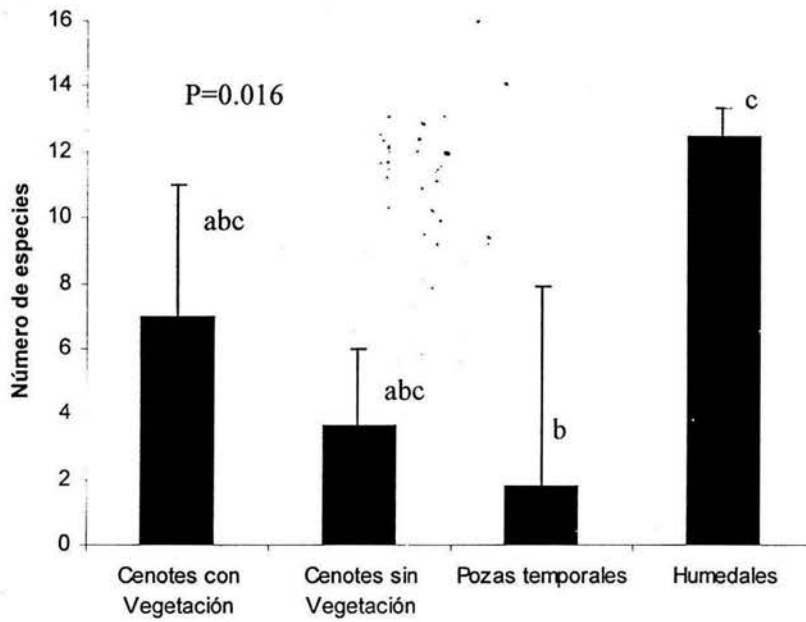 16
14
12
10
8
6
4
2
0
Número de especies
P=0.016
abc
abc
b
c
Cenotes con
Vegetación
Cenotes sin
Vegetación
Pozas temporales
Humedales